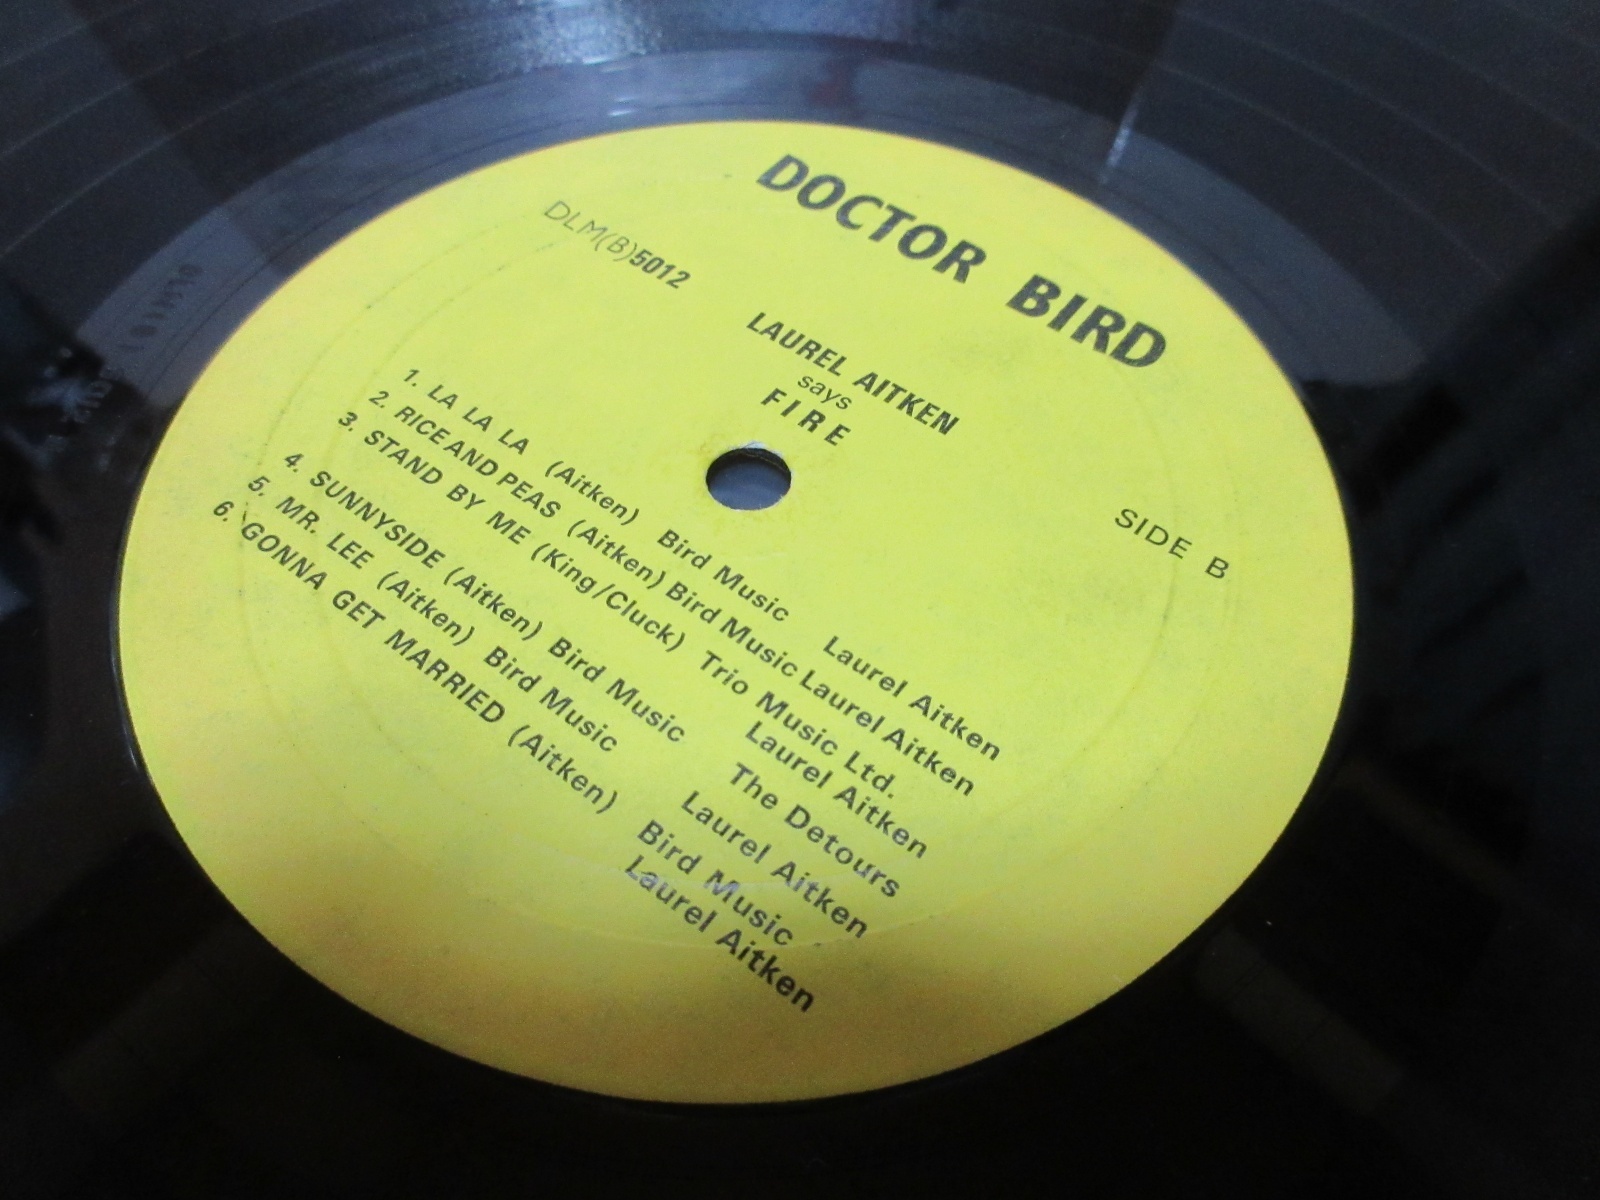 DOCTOR BIRD
DLM(B)5012
LAUREL AITKEN
says
FIRE
SIDE B
1. LA LA LA (Aitken) Bird Music Laurel Aitken
2. RICE AND PEAS (Aitken) Bird Music Laurel Aitken
3. STAND BY ME (King/Cluck) Trio Music Ltd.
Laurel Aitken
4. SUNNYSIDE (Aitken) Bird Music The Detours
5. MR. LEE (Aitken) Bird Music Laurel Aitken
6. GONNA GET MARRIED (Aitken) Bird Music
Laurel Aitken